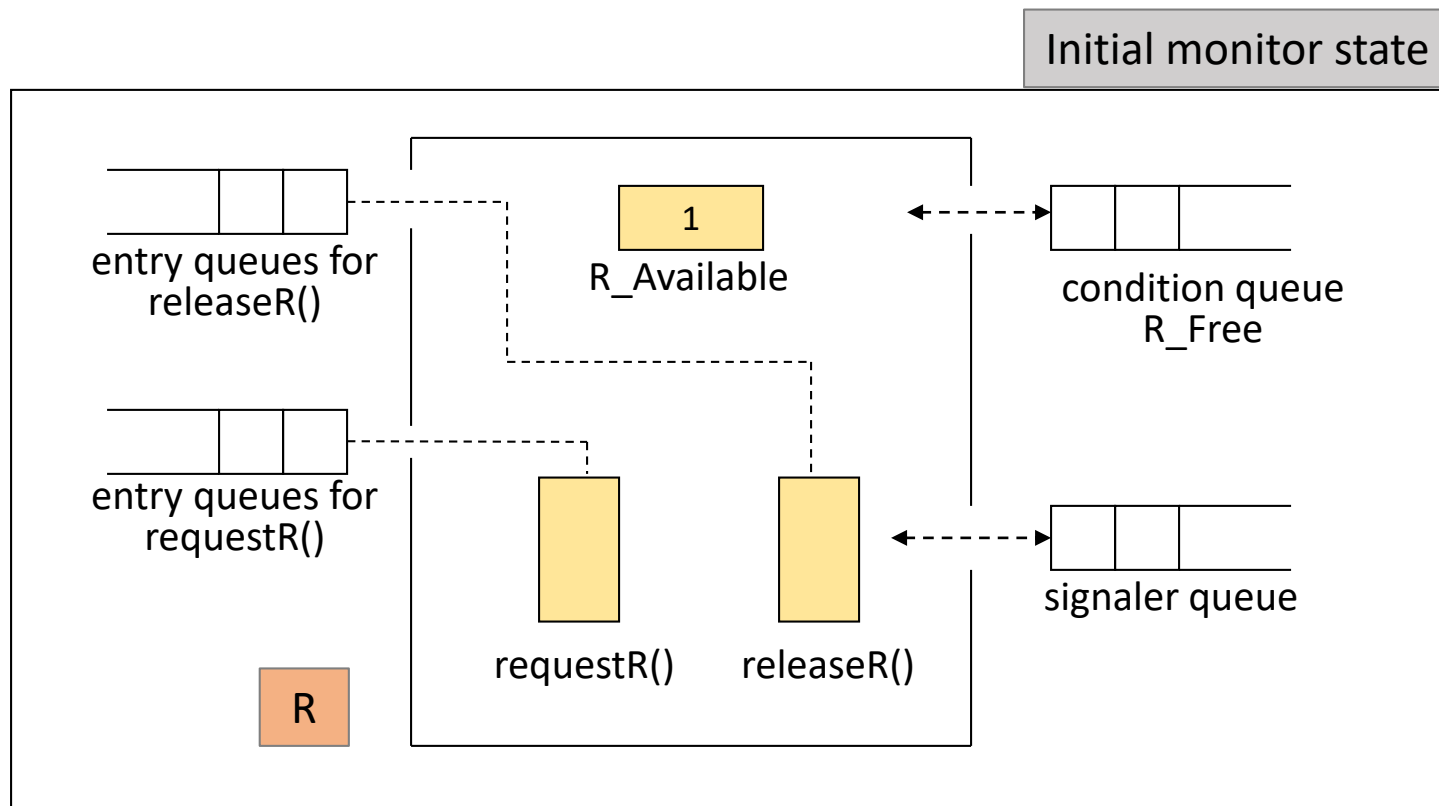 Initial monitor state
entry queues for
releaseR()
1
R_Available
condition queue
R_Free
entry queues for
requestR()
signaler queue
requestR()
releaseR()
R